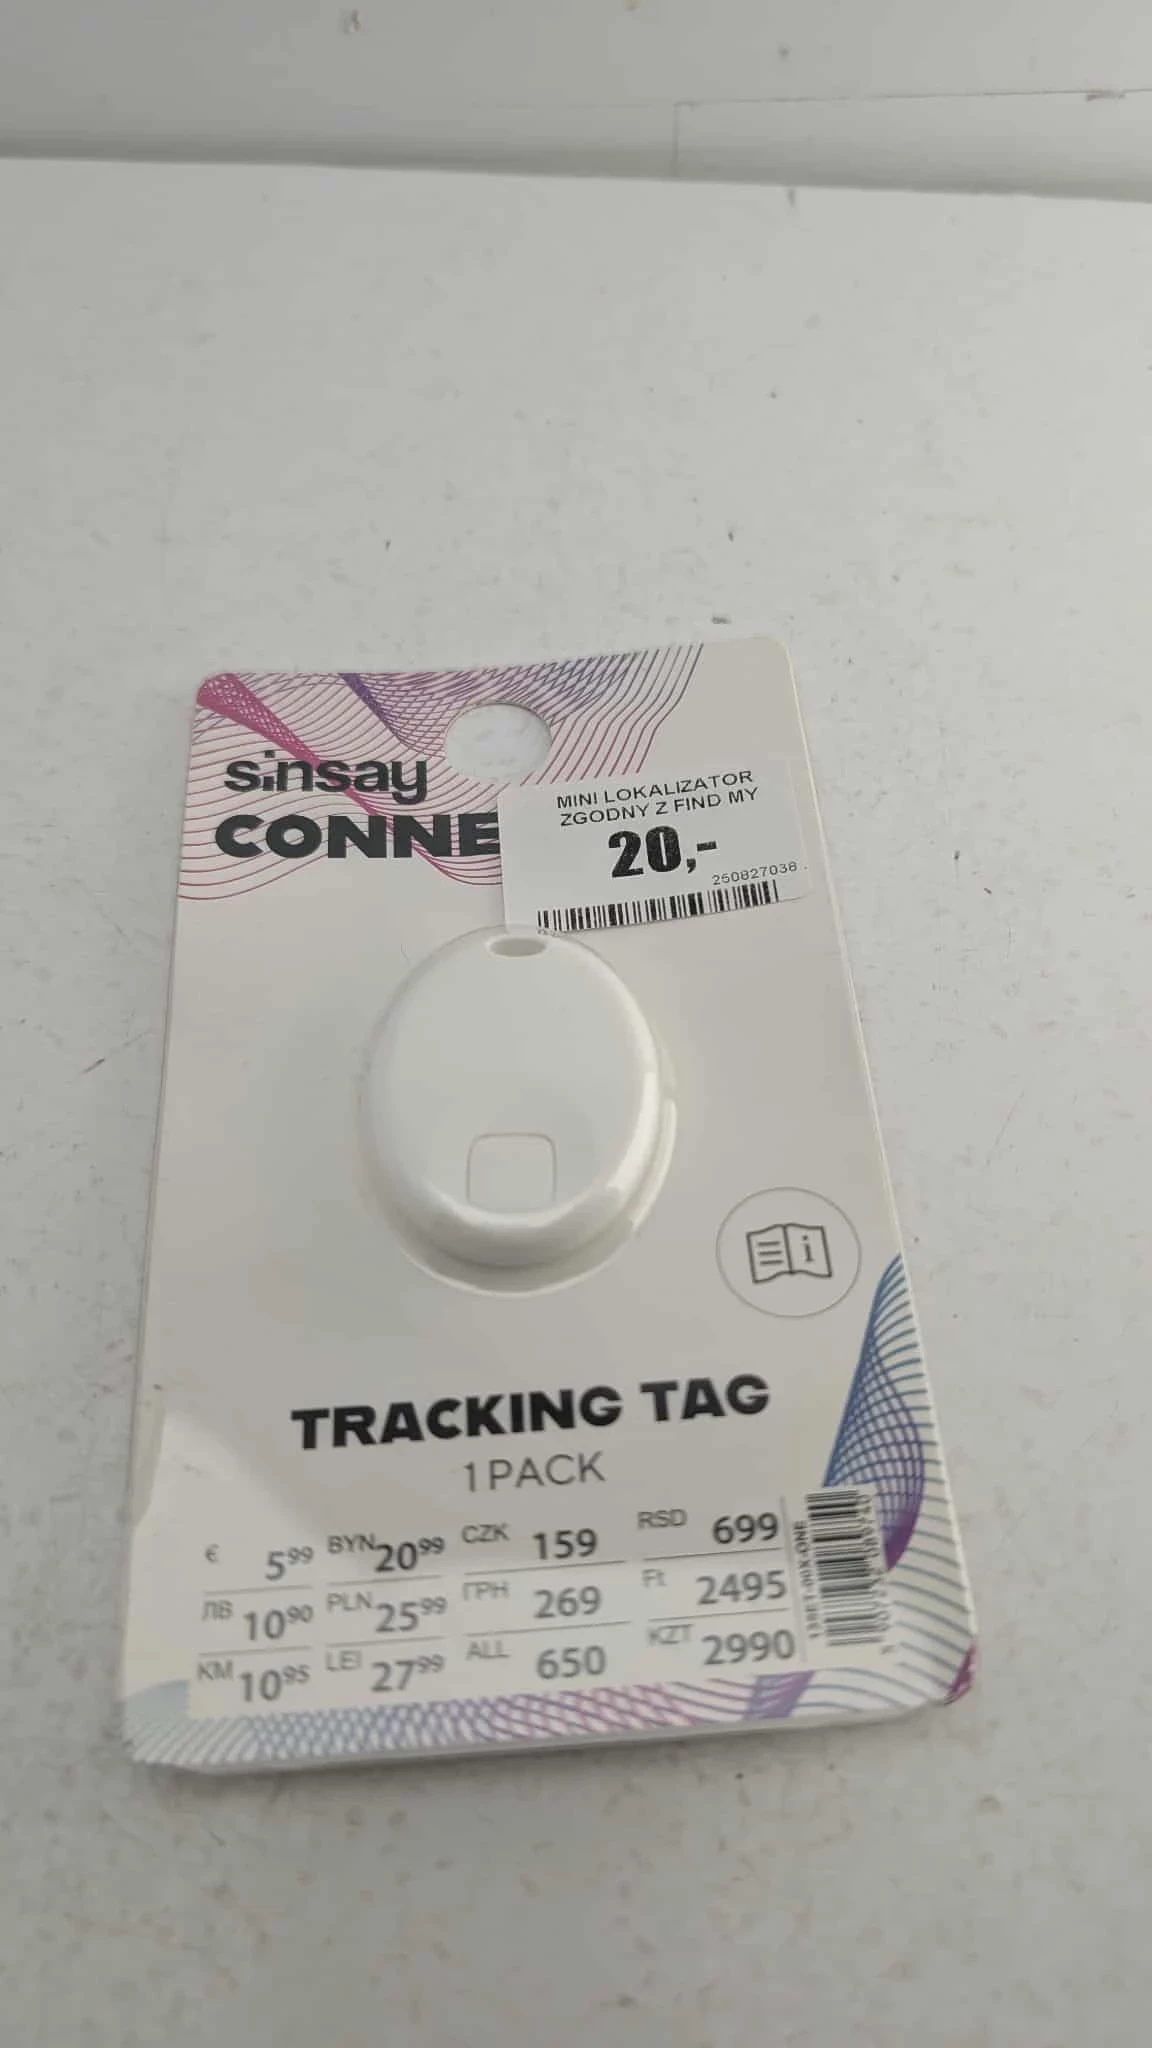 sinsay
CONNE
MINI LOKALIZATOR
ZGODNY Z FIND MY
20,-
250827038
i
TRACKING TAG
1 PACK
€ 5⁹⁹ BYN 20⁹⁹ CZK 159 RSD 699
ЛВ 10⁹⁰ PLN 25⁹⁹ ГРН 269 Ft 2495
KM 10⁹⁵ LEI 27⁹⁹ ALL 650 KZT 2990